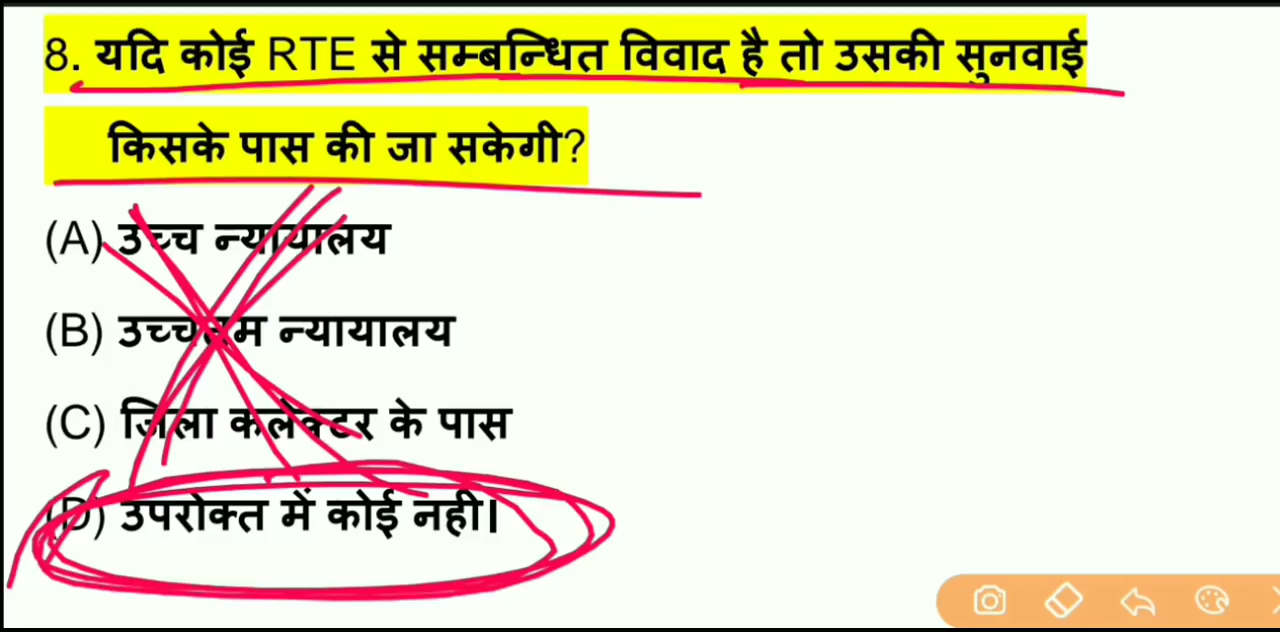 8. यदि कोई RTE से सम्बन्धित विवाद है तो उसकी सुनवाई
किसके पास की जा सकेगी?
(A) उच्च न्यायालय
(B) उच्चतम न्यायालय
(C) जिला कलेक्टर के पास
(D) उपरोक्त में कोई नही।